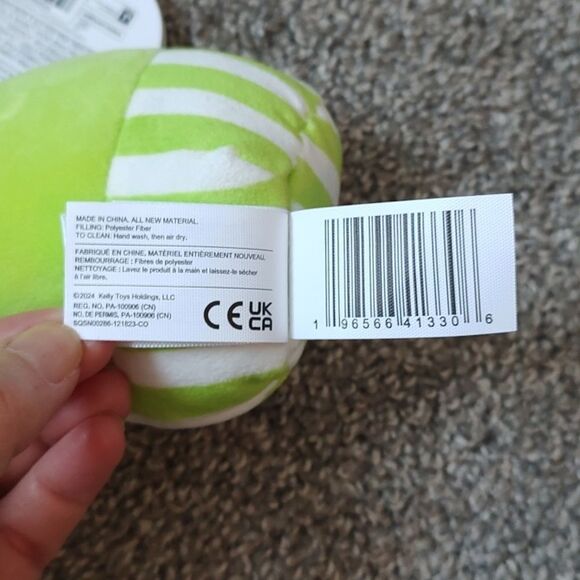 MADE IN CHINA. ALL NEW MATERIAL.
FILLING: Polyester Fiber
TO CLEAN: Hand wash, then air dry.
FABRIQUÉ EN CHINE, MATÉRIEL ENTIÈREMENT NOUVEAU.
REMBOURRAGE : Fibres de polyester
NETTOYAGE : Lavez le produit à la main et laissez-le sécher
à l'air libre.
©2024 Kelly Toys Holdings, LLC
REG. NO. PA-100906 (CN)
NO. DE PERMIS, PA-100906 (CN)
SQSN00286-121823-CO
CE UK
CA
1 96566 41330 6